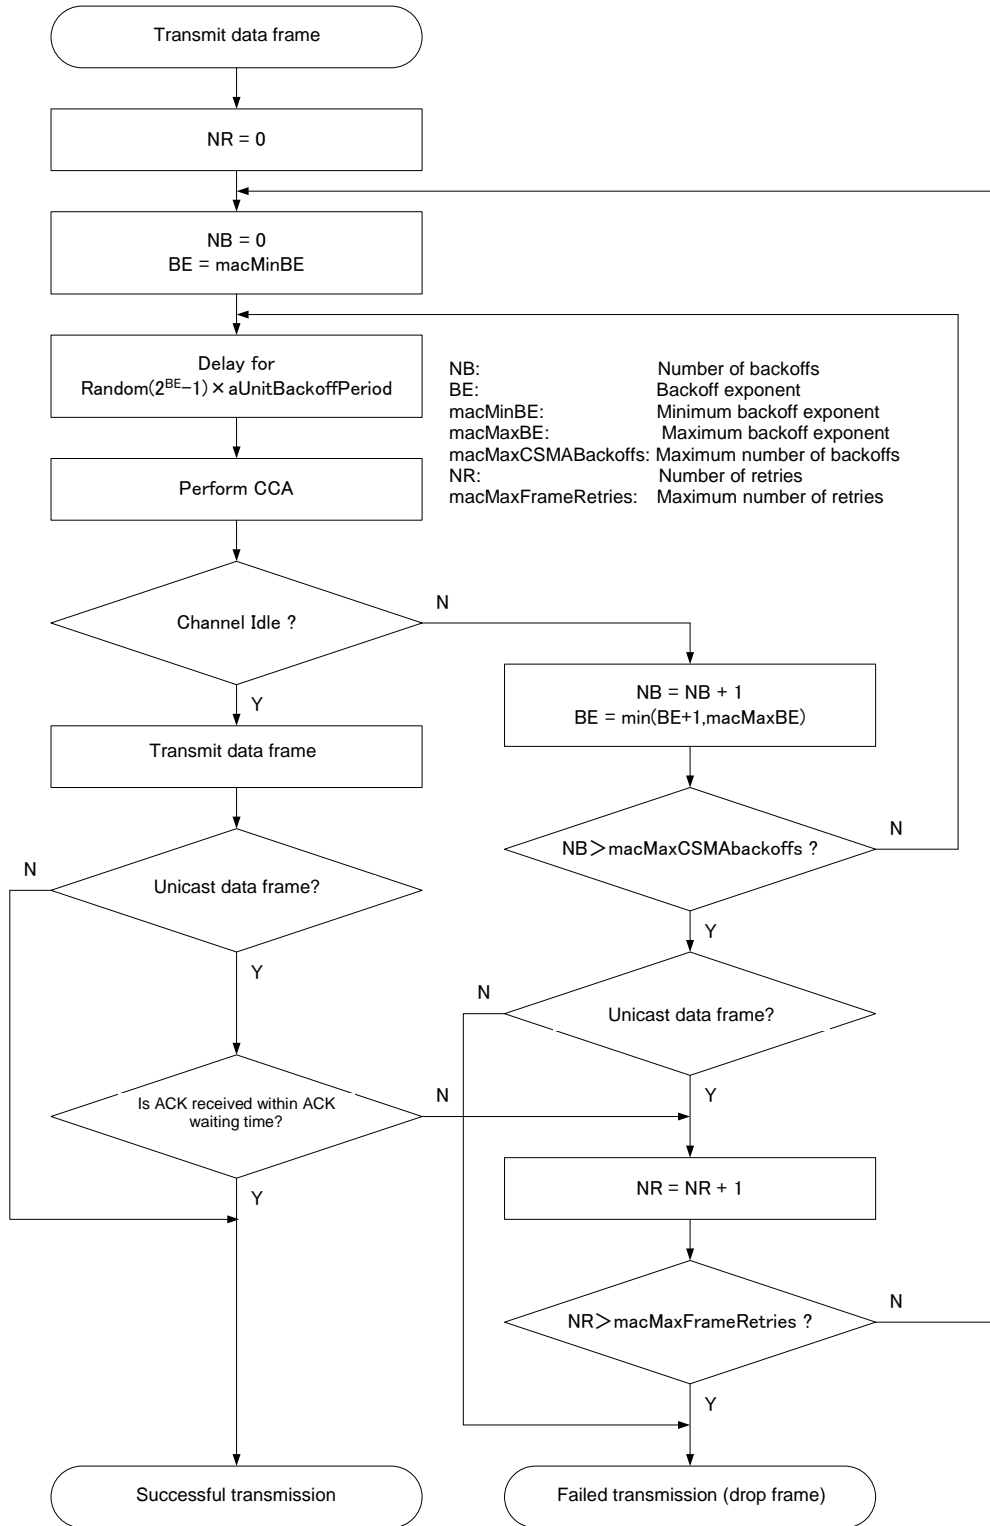 Transmit data frame
NR = 0
NB = 0
BE = macMinBE
Delay for
Random(2^BE−1)×aUnitBackoffPeriod
NB: Number of backoffs
BE: Backoff exponent
macMinBE: Minimum backoff exponent
macMaxBE: Maximum backoff exponent
macMaxCSMABackoffs: Maximum number of backoffs
NR: Number of retries
macMaxFrameRetries: Maximum number of retries
Perform CCA
Channel Idle ?
N
Y
NB = NB + 1
BE = min(BE+1,macMaxBE)
Transmit data frame
NB＞macMaxCSMAbackoffs ?
N
Y
Unicast data frame?
N
Y
Unicast data frame?
N
Y
Is ACK received within ACK
waiting time?
N
Y
NR = NR + 1
NR＞macMaxFrameRetries ?
N
Y
Successful transmission
Failed transmission (drop frame)